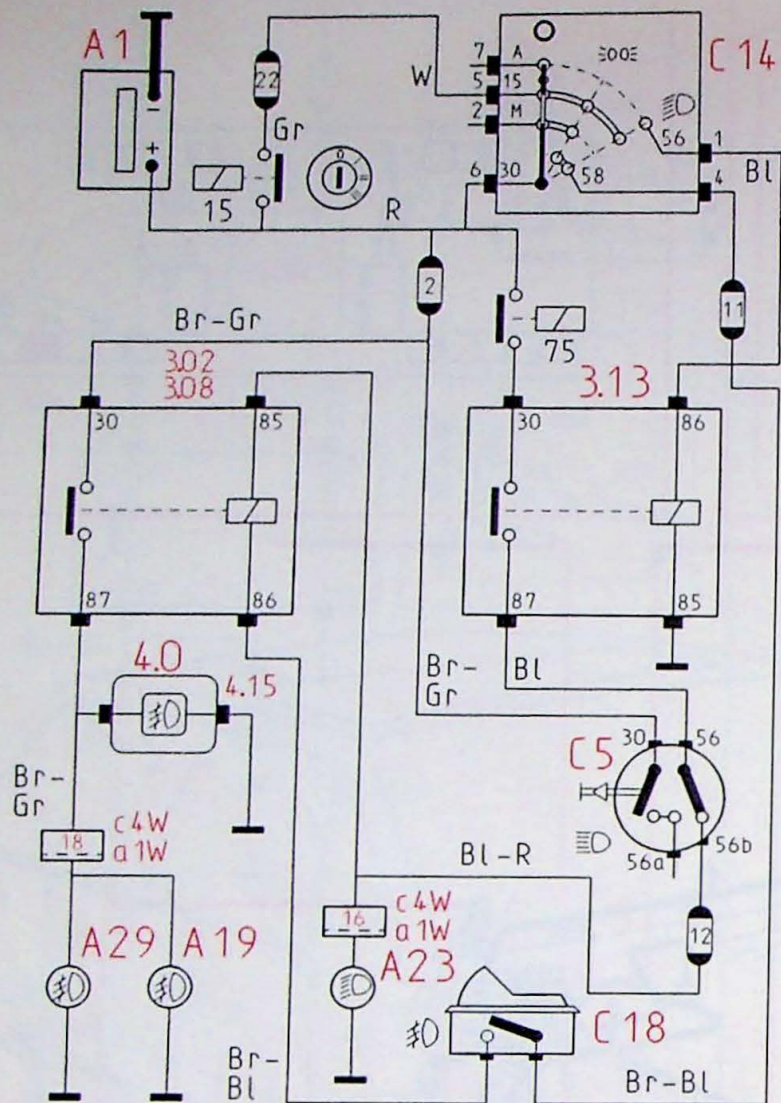 A1
22
7 A
C14
W
5 15
2 M
Gr
56
1
15
0 I II III
6 30
58
4
Bl
R
2
11
Br-Gr
75
3.02
3.08
3.13
30
85
30
86
87
86
87
85
4.0
4.15
Br-
Gr
Bl
30
56
C5
Br-
Gr
18
c4W
a1W
Bl-R
56a
56b
A29
A19
16
c4W
a1W
12
A23
C18
Br-
Bl
Br-Bl
- 
+